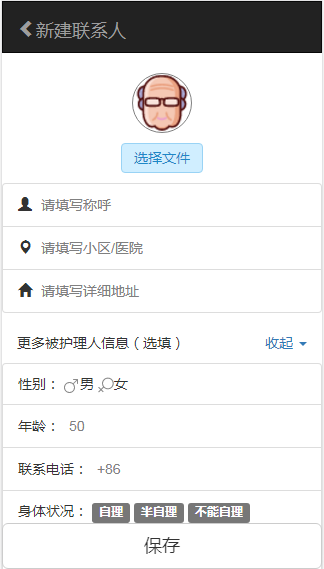 新建联系人
选择文件
请填写称呼
请填写小区/医院
请填写详细地址
更多被护理人信息（选填） 收起
性别： 男 女
年龄： 50
联系电话： +86
身体状况： 自理 半自理 不能自理
保存